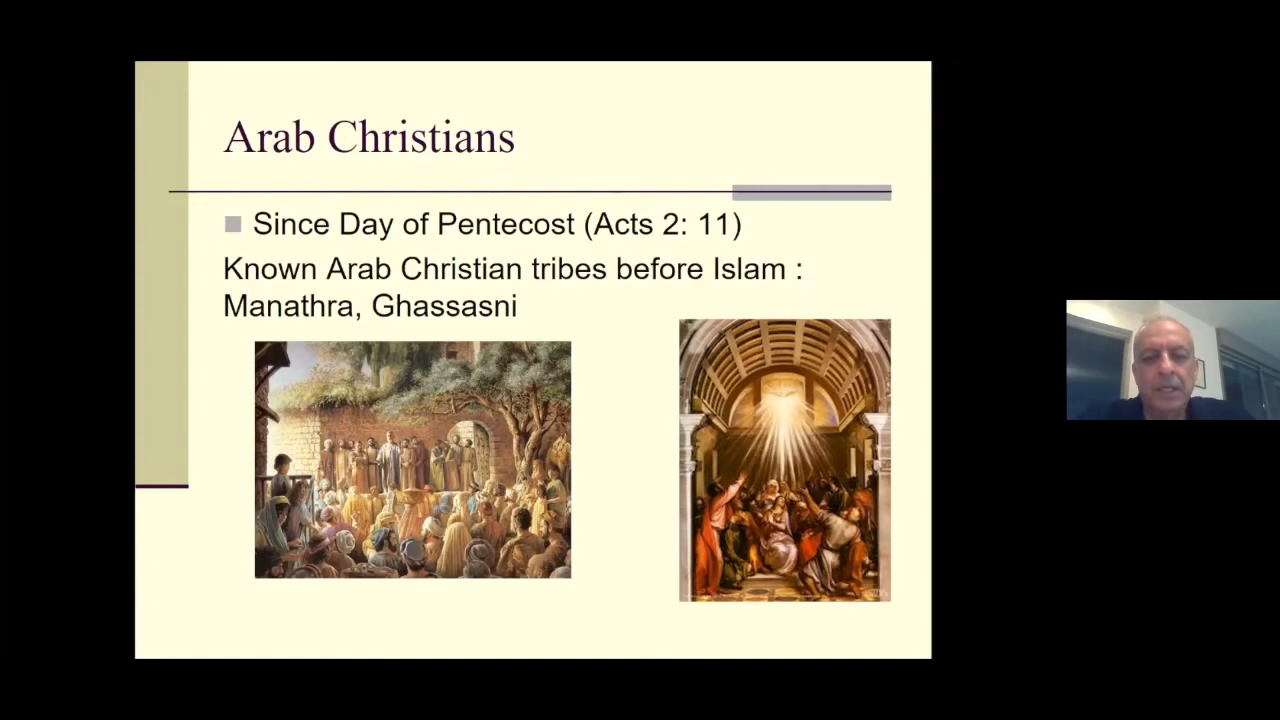 Arab Christians
Since Day of Pentecost (Acts 2: 11)
Known Arab Christian tribes before Islam :
Manathra, Ghassasni